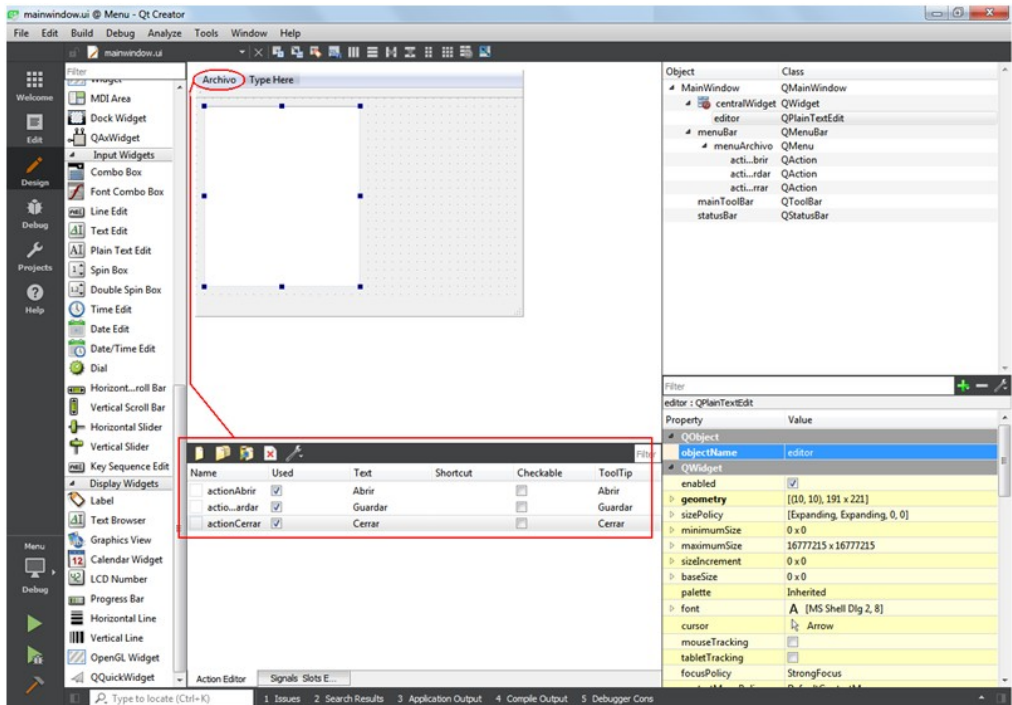 mainwindow.ui @ Menu - Qt Creator
File Edit Build Debug Analyze Tools Window Help
mainwindow.ui
Welcome
Edit
Design
Debug
Projects
Help
Menu
Debug
Filter
Widget
MDI Area
Dock Widget
QAxWidget
Input Widgets
Combo Box
Font Combo Box
Line Edit
Text Edit
Plain Text Edit
Spin Box
Double Spin Box
Time Edit
Date Edit
Date/Time Edit
Dial
Horizont...roll Bar
Vertical Scroll Bar
Horizontal Slider
Vertical Slider
Key Sequence Edit
Display Widgets
Label
Text Browser
Graphics View
Calendar Widget
LCD Number
Progress Bar
Horizontal Line
Vertical Line
OpenGL Widget
QQuickWidget
Archivo Type Here
Filter
Name Used Text Shortcut Checkable ToolTip
actionAbrir Abrir Abrir
actio...ardar Guardar Guardar
actionCerrar Cerrar Cerrar
Action Editor Signals Slots E...
Object Class
MainWindow QMainWindow
centralWidget QWidget
editor QPlainTextEdit
menuBar QMenuBar
menuArchivo QMenu
acti...brir QAction
acti...rdar QAction
acti...rrar QAction
mainToolBar QToolBar
statusBar QStatusBar
Filter
editor : QPlainTextEdit
Property Value
QObject
objectName editor
QWidget
enabled
geometry [(10, 10), 191 x 221]
sizePolicy [Expanding, Expanding, 0, 0]
minimumSize 0 x 0
maximumSize 16777215 x 16777215
sizeIncrement 0 x 0
baseSize 0 x 0
palette Inherited
font A [MS Shell Dlg 2, 8]
cursor Arrow
mouseTracking
tabletTracking
focusPolicy StrongFocus
Type to locate (Ctrl+K) 1 Issues 2 Search Results 3 Application Output 4 Compile Output 5 Debugger Cons